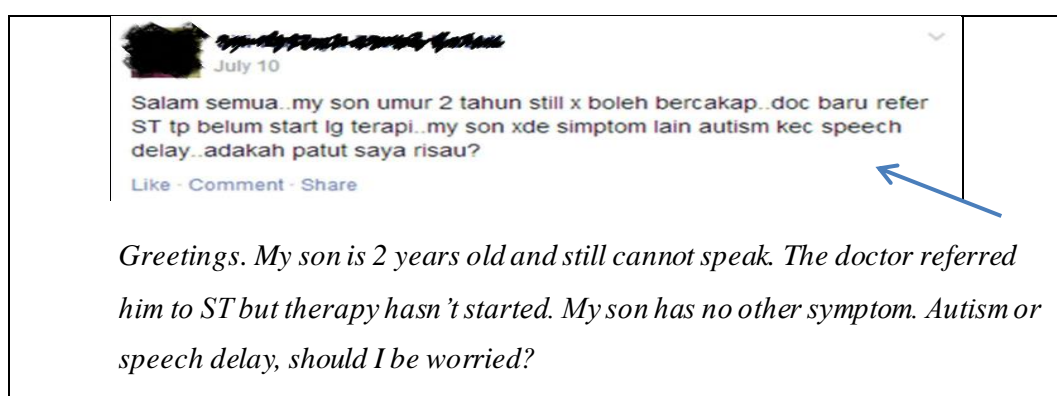 July 10
Salam semua..my son umur 2 tahun still x boleh bercakap..doc baru refer
ST tp belum start lg terapi..my son xde simptom lain autism kec speech
delay..adakah patut saya risau?
Like · Comment · Share
Greetings. My son is 2 years old and still cannot speak. The doctor referred
him to ST but therapy hasn’t started. My son has no other symptom. Autism or
speech delay, should I be worried?